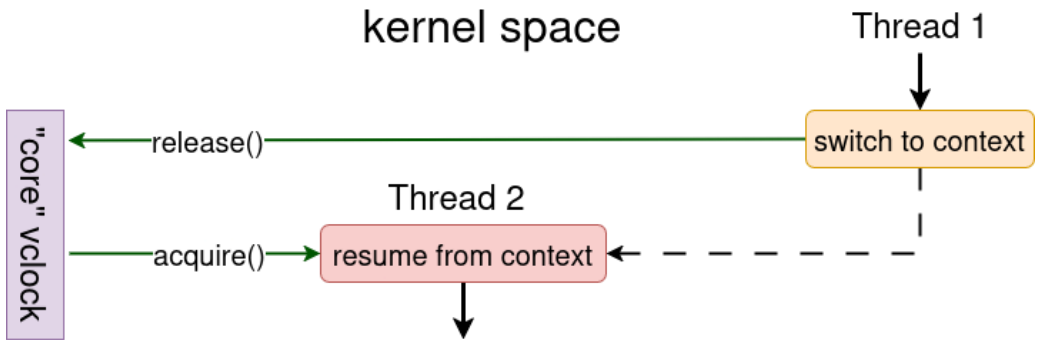 kernel space
Thread 1
"core" vclock
release()
switch to context
Thread 2
acquire()
resume from context